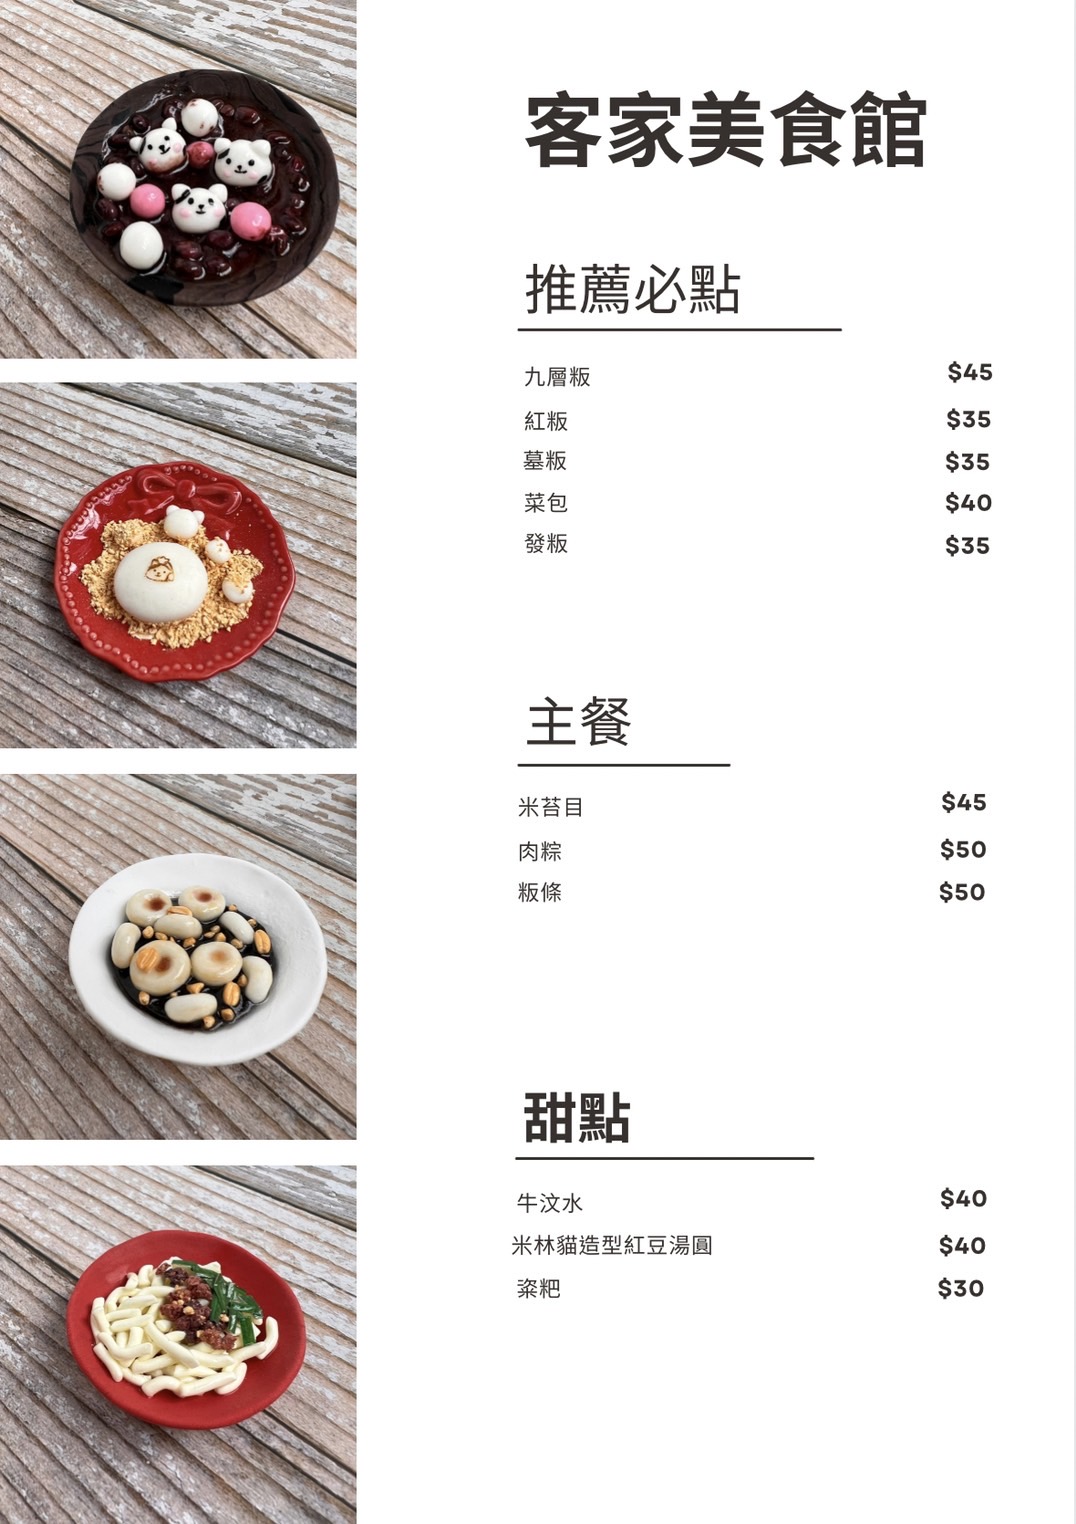 客家美食館
推薦必點
九層粄 $45
紅粄 $35
墓粄 $35
菜包 $40
發粄 $35
主餐
米苔目 $45
肉粽 $50
粄條 $50
甜點
牛汶水 $40
米林貓造型紅豆湯圓 $40
粢粑 $30